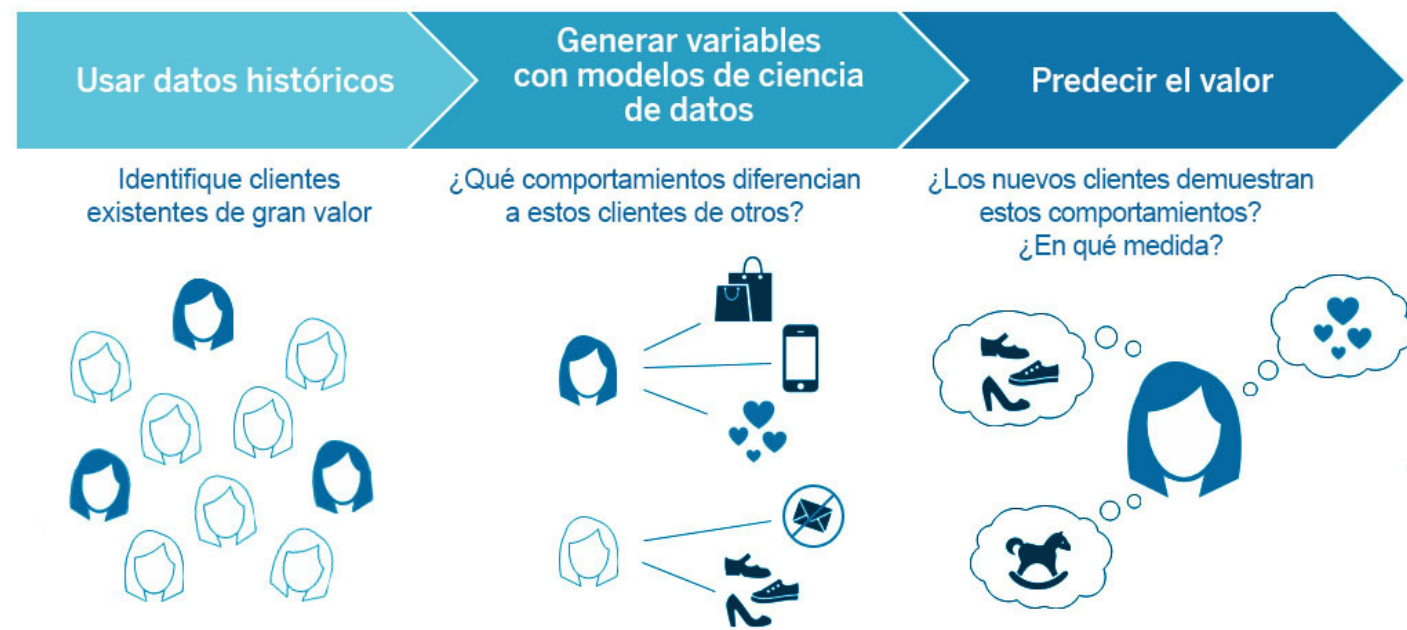 Usar datos históricos
Generar variables
con modelos de ciencia
de datos
Predecir el valor
Identifique clientes
existentes de gran valor
¿Qué comportamientos diferencian
a estos clientes de otros?
¿Los nuevos clientes demuestran
estos comportamientos?
¿En qué medida?